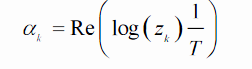 α_k = Re(log(z_k) 1/T)